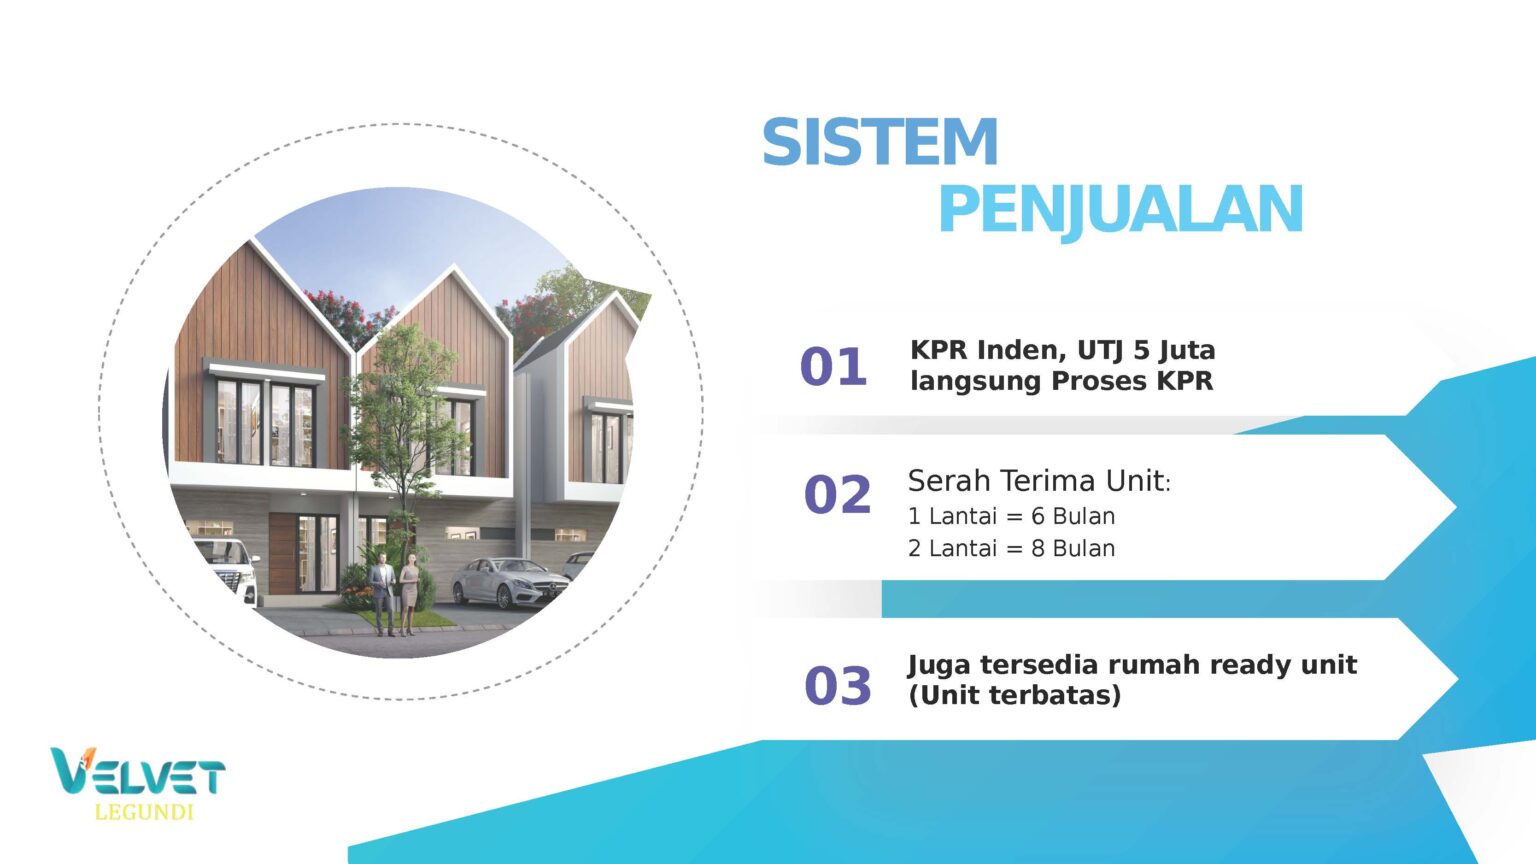 SISTEM
PENJUALAN
01
KPR Inden, UTJ 5 Juta
langsung Proses KPR
02
Serah Terima Unit:
1 Lantai = 6 Bulan
2 Lantai = 8 Bulan
03
Juga tersedia rumah ready unit
(Unit terbatas)
VELVET
LEGUNDI